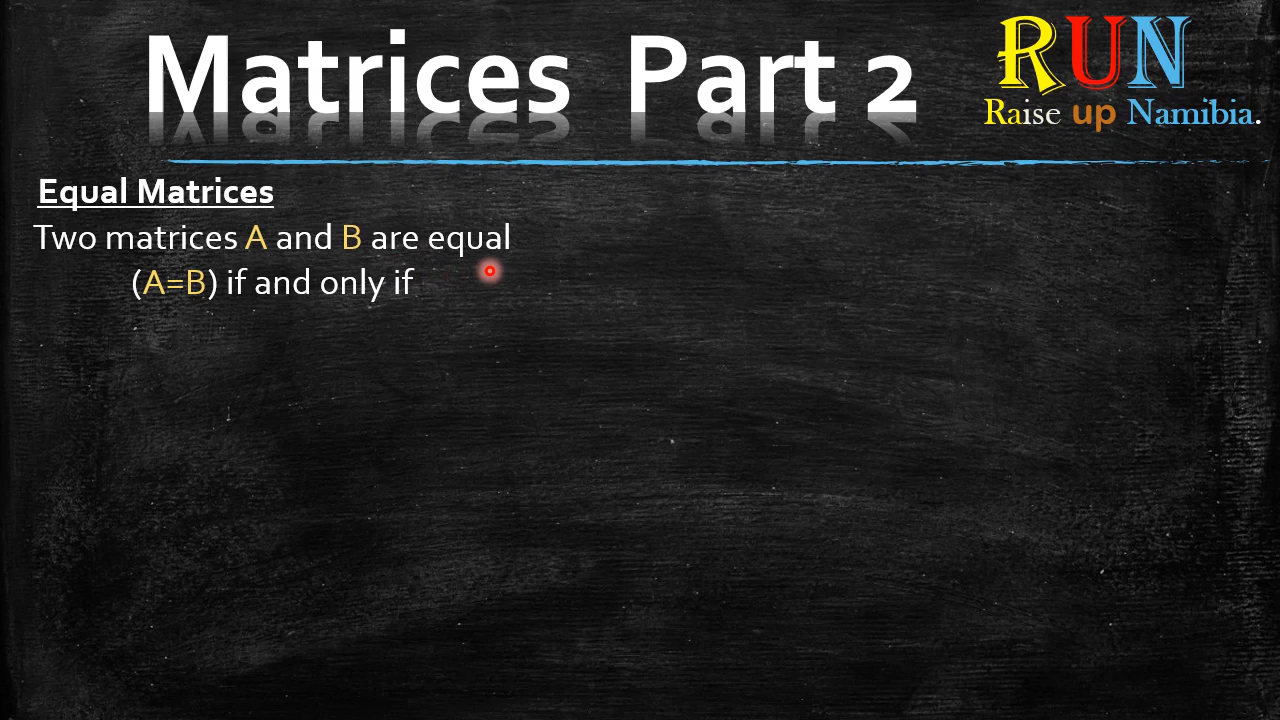 Matrices Part 2
RUN
Raise up Namibia.
Equal Matrices
Two matrices A and B are equal
(A=B) if and only if